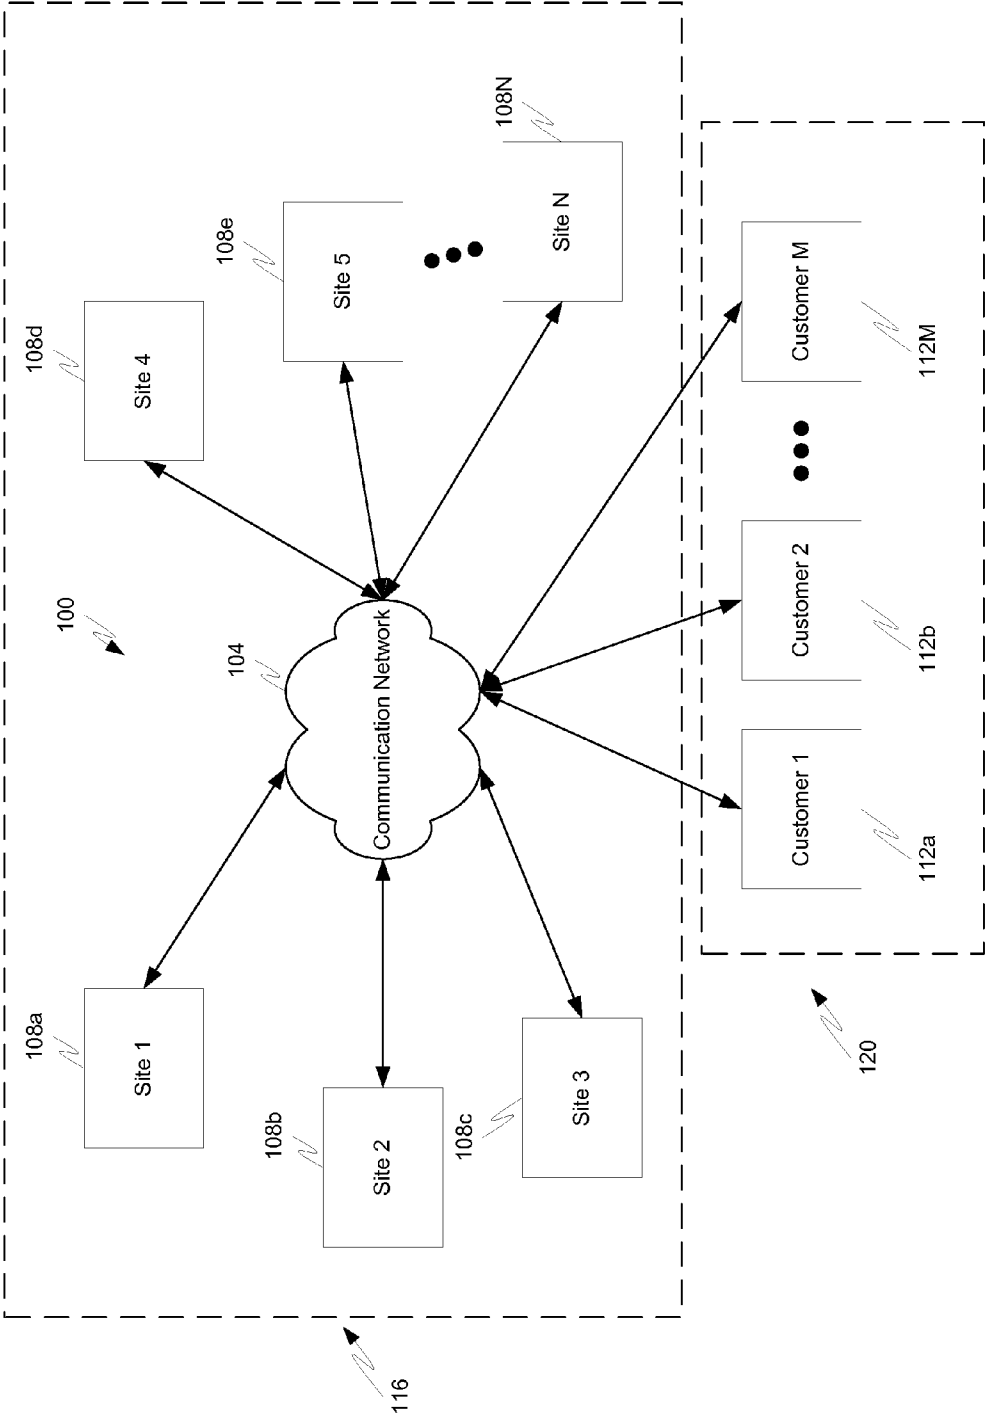 100
108a
Site 1
108d
Site 4
104
Communication Network
108b
Site 2
108e
Site 5
108c
Site 3
108N
Site N
116
Customer 1
Customer 2
Customer M
112a
112b
112M
120